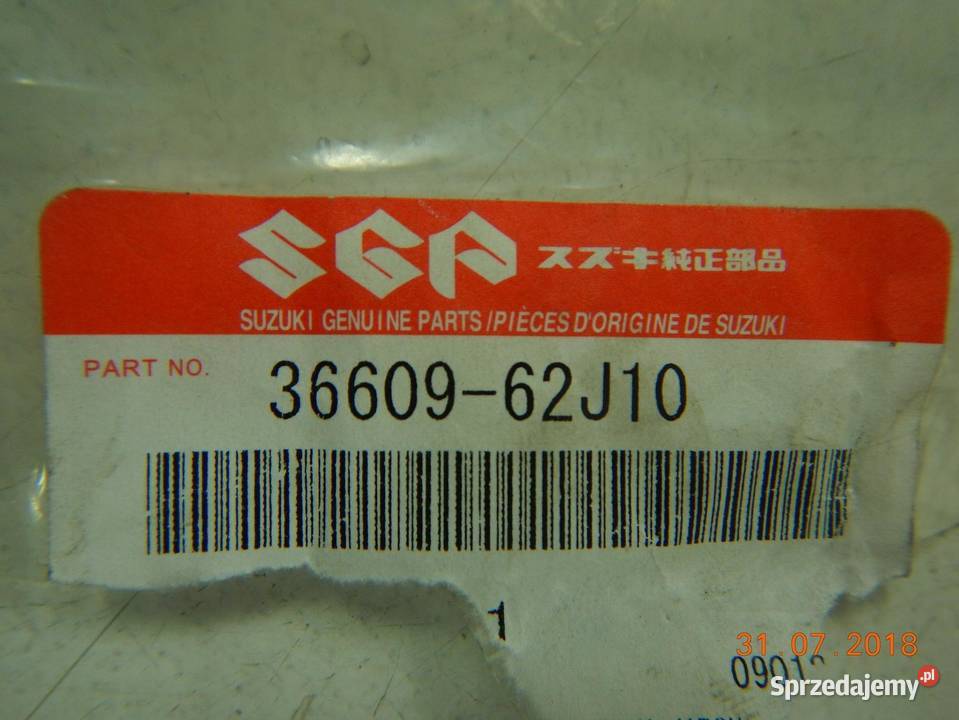 SGP スズキ純正部品
SUZUKI GENUINE PARTS/PIÈCES D'ORIGINE DE SUZUKI
PART NO. 36609-62J10
1
31.07.2018
Sprzedajemy.pl